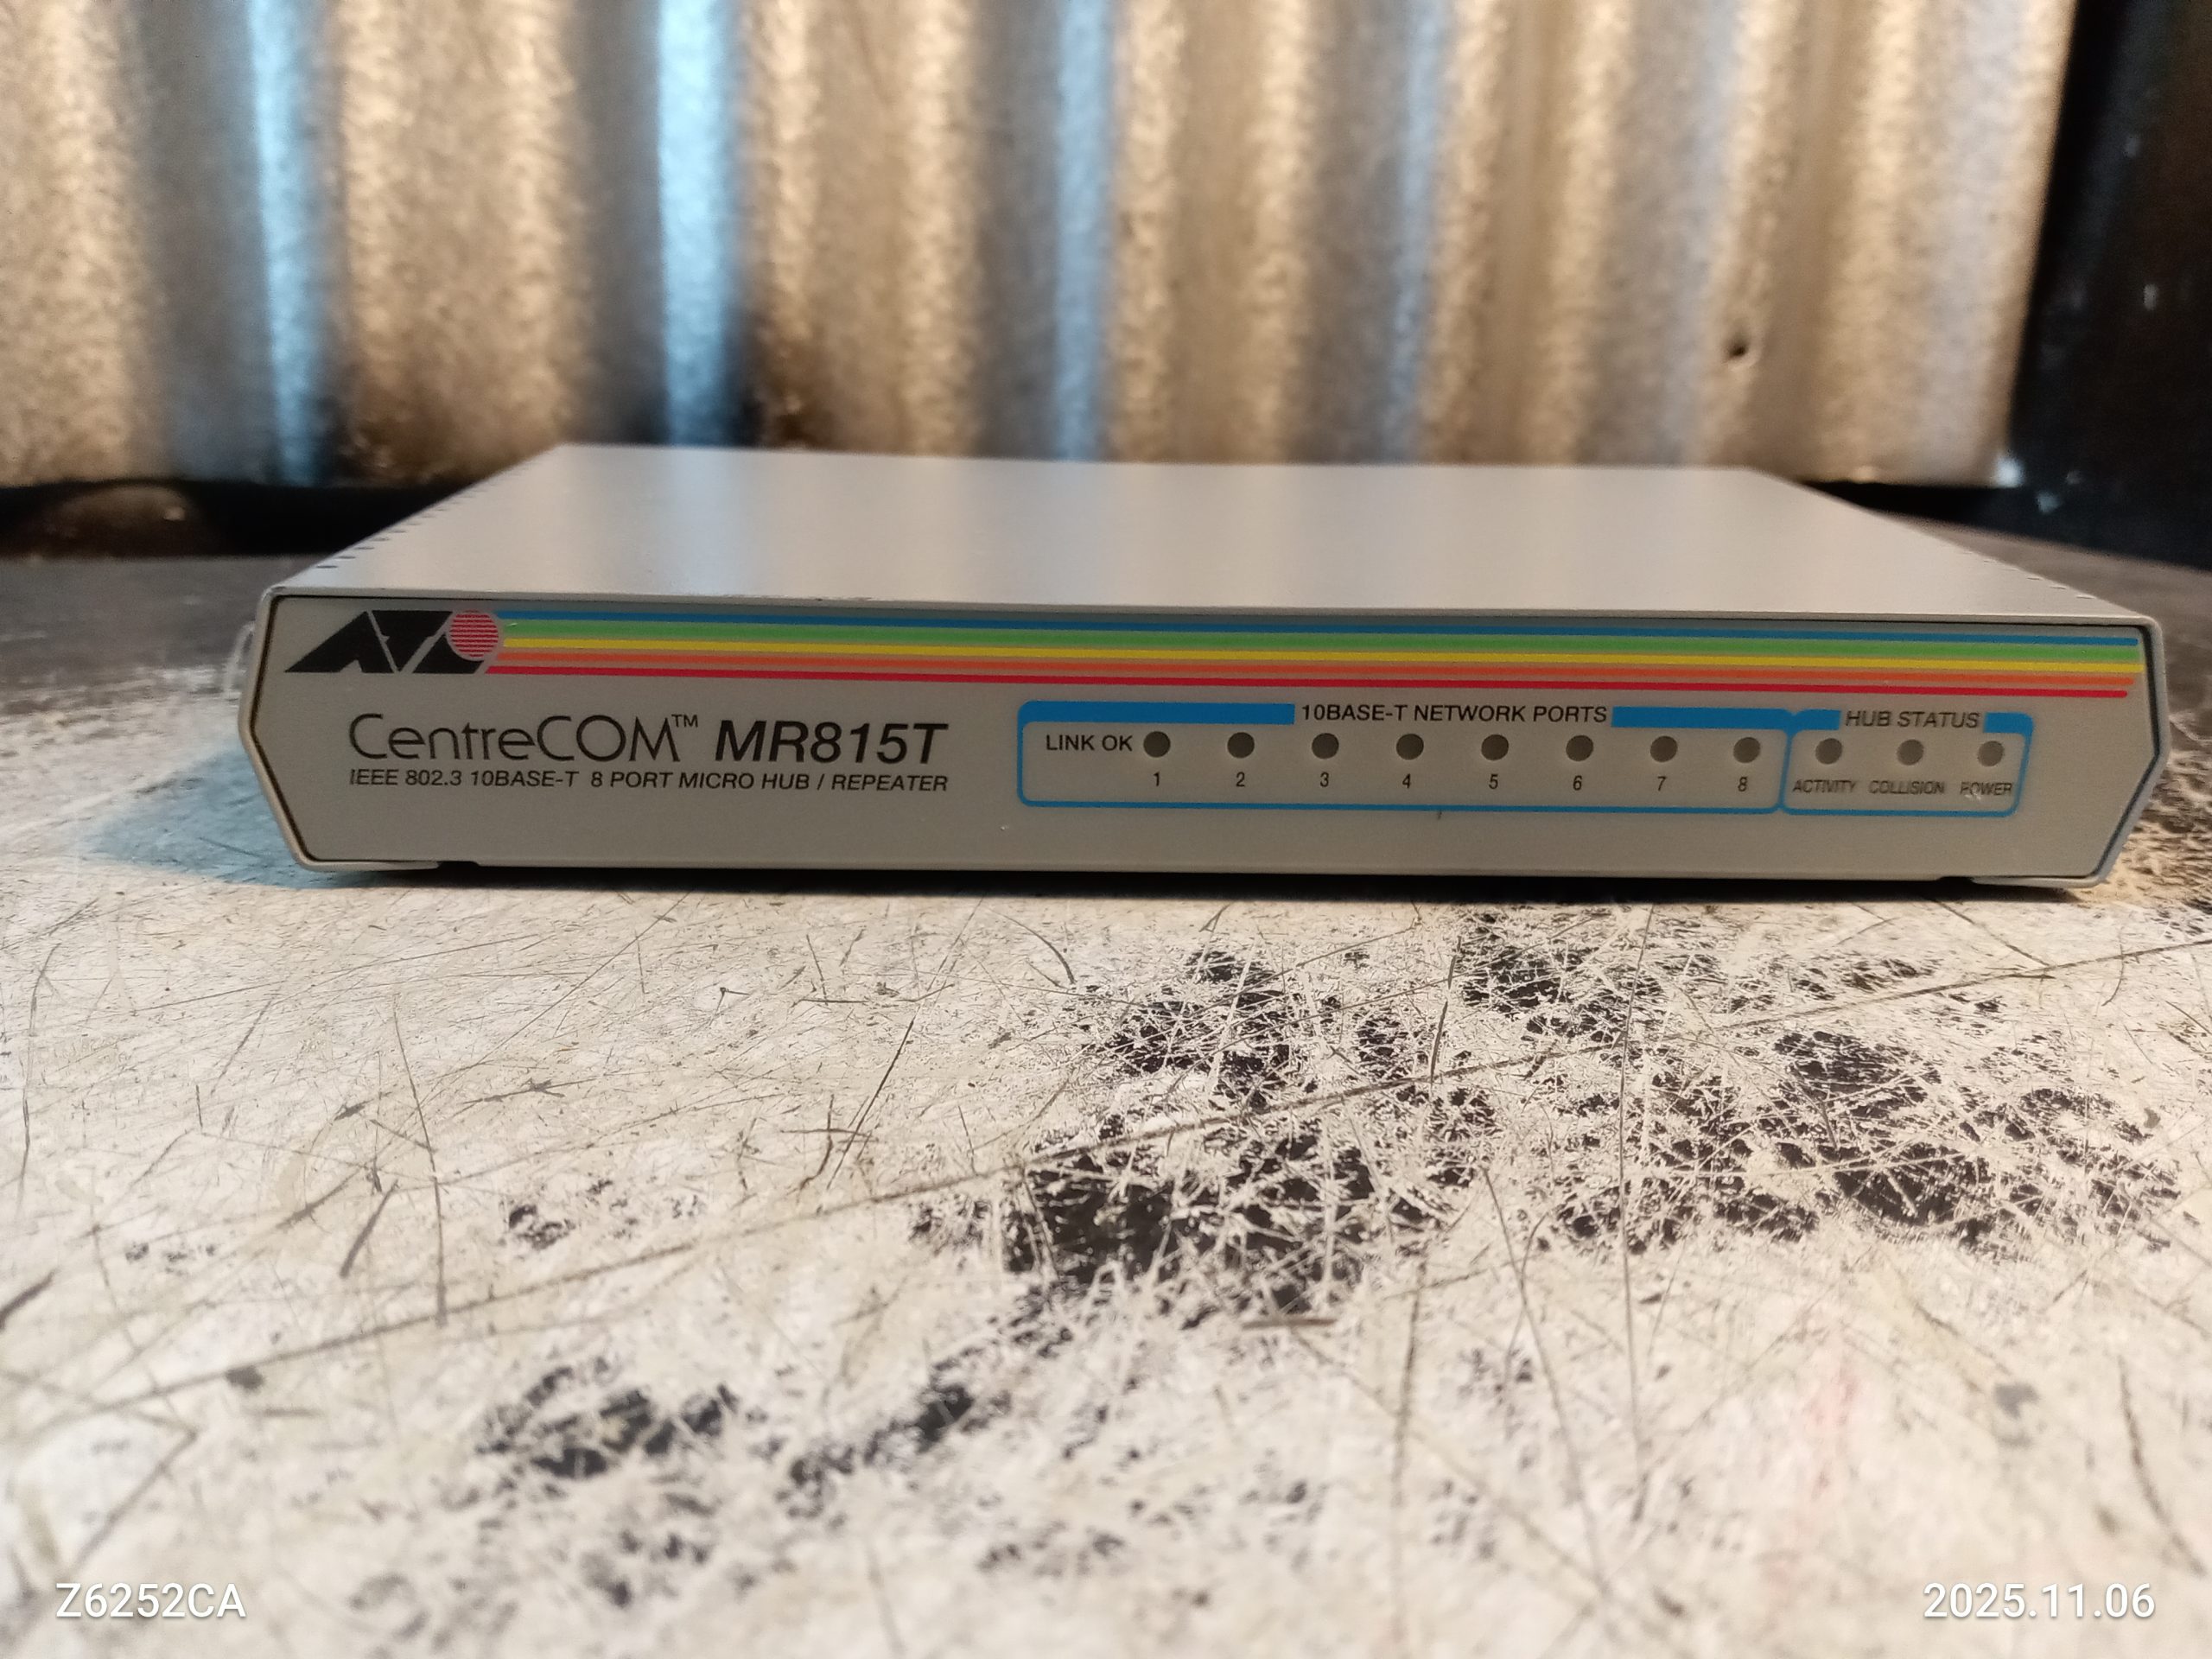 ATI
CentreCOM™ MR815T
IEEE 802.3 10BASE-T 8 PORT MICRO HUB / REPEATER
10BASE-T NETWORK PORTS
LINK OK
1 2 3 4 5 6 7 8
HUB STATUS
ACTIVITY COLLISION POWER
Z6252CA
2025.11.06